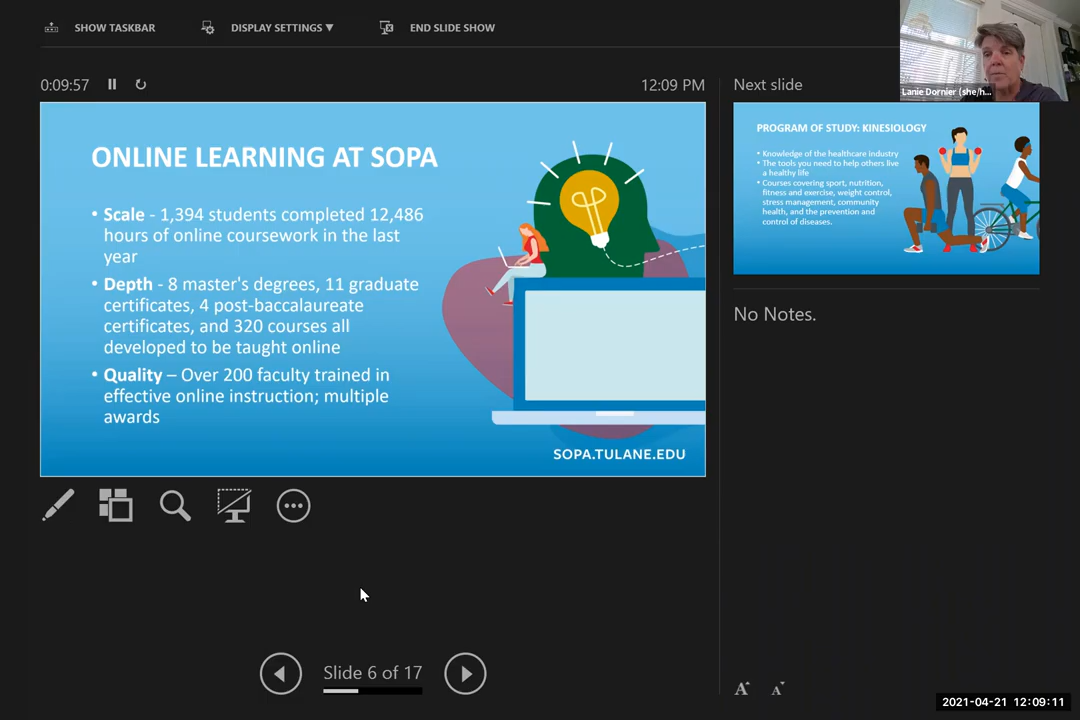 SHOW TASKBAR
DISPLAY SETTINGS ▼
END SLIDE SHOW
Lanie Dornier (she/h...
0:09:57
12:09 PM
Next slide
ONLINE LEARNING AT SOPA
• Scale - 1,394 students completed 12,486
hours of online coursework in the last
year
• Depth - 8 master's degrees, 11 graduate
certificates, 4 post-baccalaureate
certificates, and 320 courses all
developed to be taught online
• Quality – Over 200 faculty trained in
effective online instruction; multiple
awards
SOPA.TULANE.EDU
PROGRAM OF STUDY: KINESIOLOGY
• Knowledge of the healthcare industry
• The tools you need to help others live
a healthy life
• Courses covering sport, nutrition,
fitness and exercise, weight control,
stress management, community
health, and the prevention and
control of diseases.
No Notes.
Slide 6 of 17
A A
2021-04-21 12:09:11